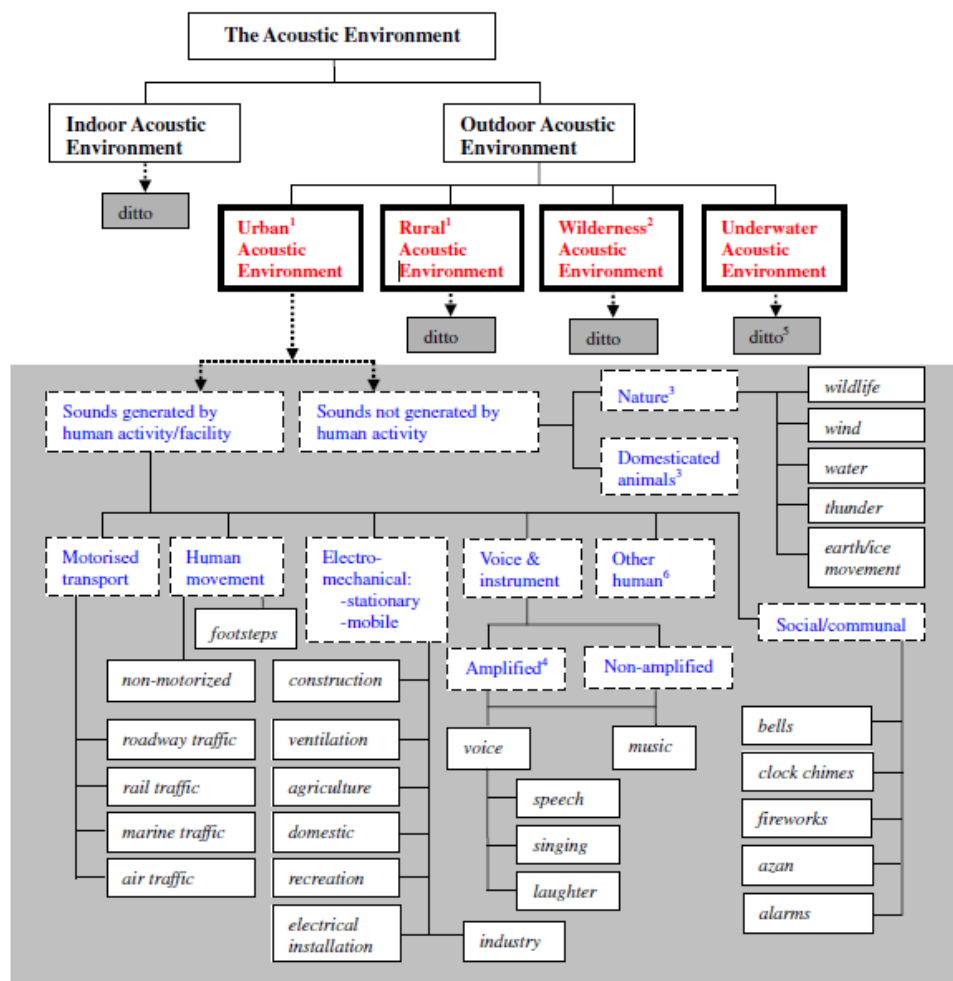 The Acoustic Environment
Indoor Acoustic
Environment
Outdoor Acoustic
Environment
ditto
Urban¹
Acoustic
Environment
Rural¹
Acoustic
Environment
Wilderness²
Acoustic
Environment
Underwater
Acoustic
Environment
ditto
ditto
ditto⁵
Sounds generated by
human activity/facility
Sounds not generated by
human activity
Nature³
Domesticated
animals³
wildlife
wind
water
thunder
earth/ice
movement
Motorised
transport
Human
movement
Electro-
mechanical:
-stationary
-mobile
Voice &
instrument
Other
human⁶
Social/communal
footsteps
non-motorized
roadway traffic
rail traffic
marine traffic
air traffic
construction
ventilation
agriculture
domestic
recreation
electrical
installation
industry
Amplified⁴
Non-amplified
voice
music
speech
singing
laughter
bells
clock chimes
fireworks
azan
alarms